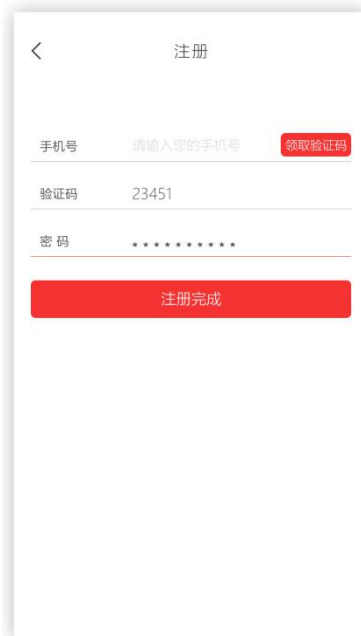 注册
手机号 请输入您的手机号 领取验证码
验证码 23451
密 码 * * * * * * * * * *
注册完成